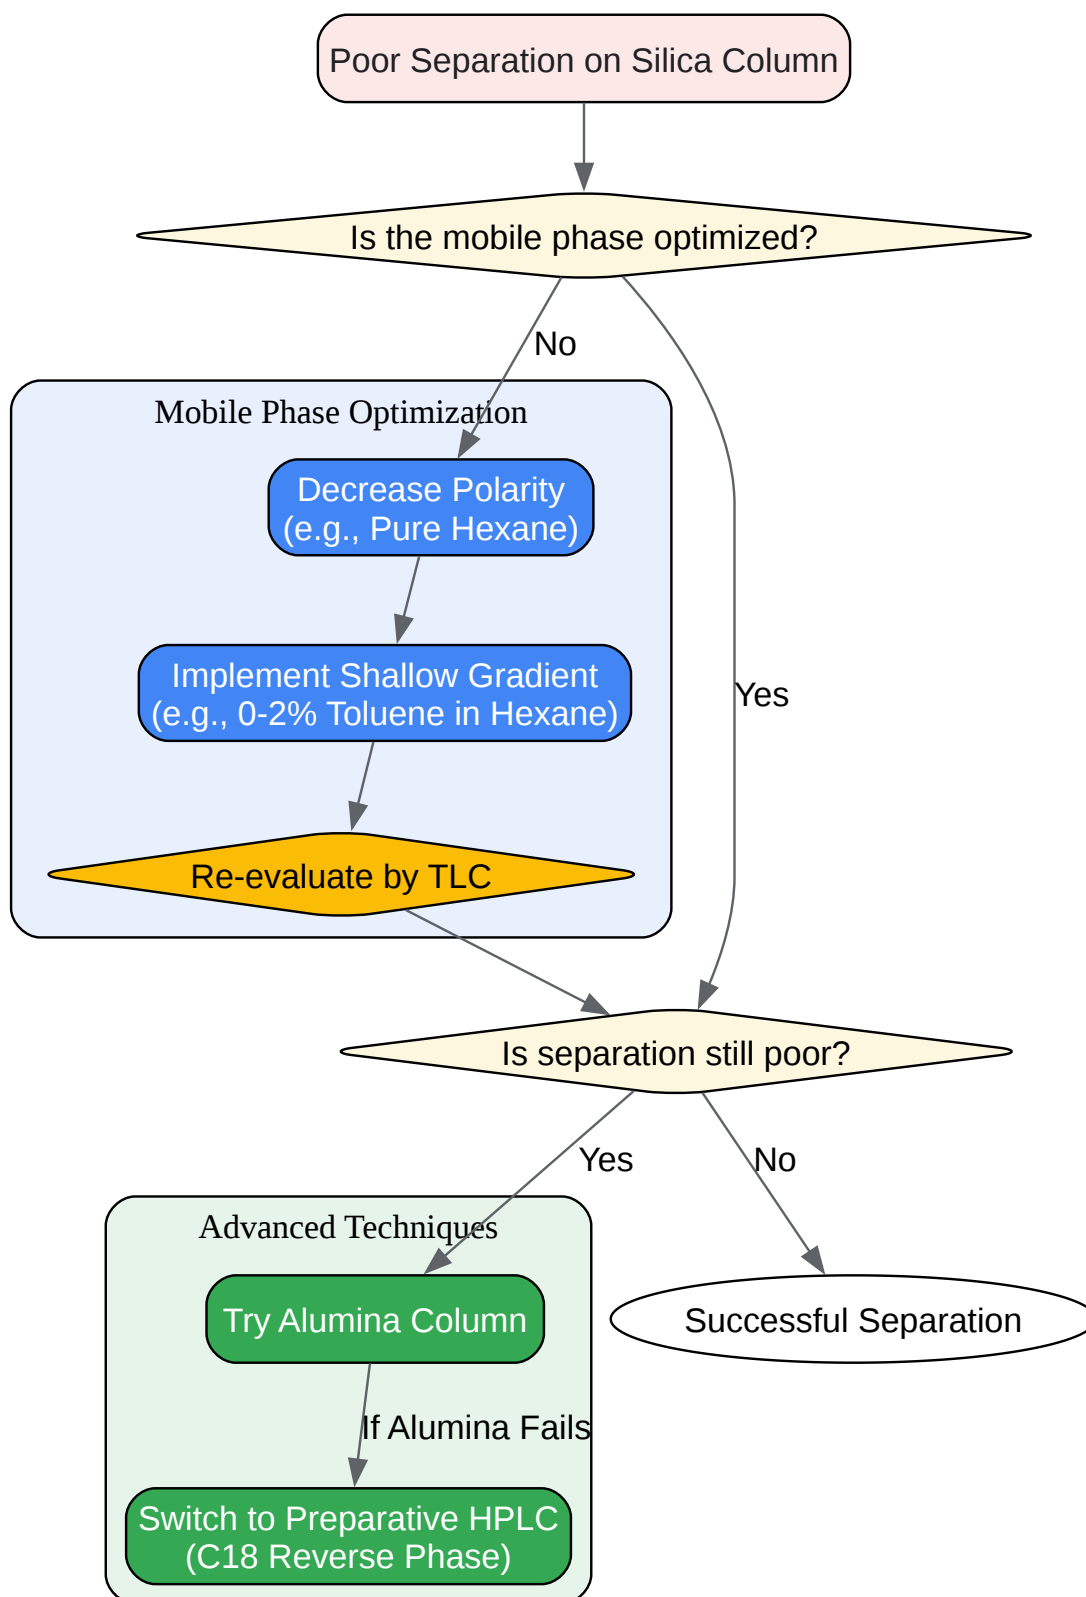 Poor Separation on Silica Column
Is the mobile phase optimized?
No
Mobile Phase Optimization
Decrease Polarity
(e.g., Pure Hexane)
Implement Shallow Gradient
(e.g., 0-2% Toluene in Hexane)
Yes
Re-evaluate by TLC
Is separation still poor?
Yes
No
Advanced Techniques
Try Alumina Column
Successful Separation
If Alumina Fails
Switch to Preparative HPLC
(C18 Reverse Phase)